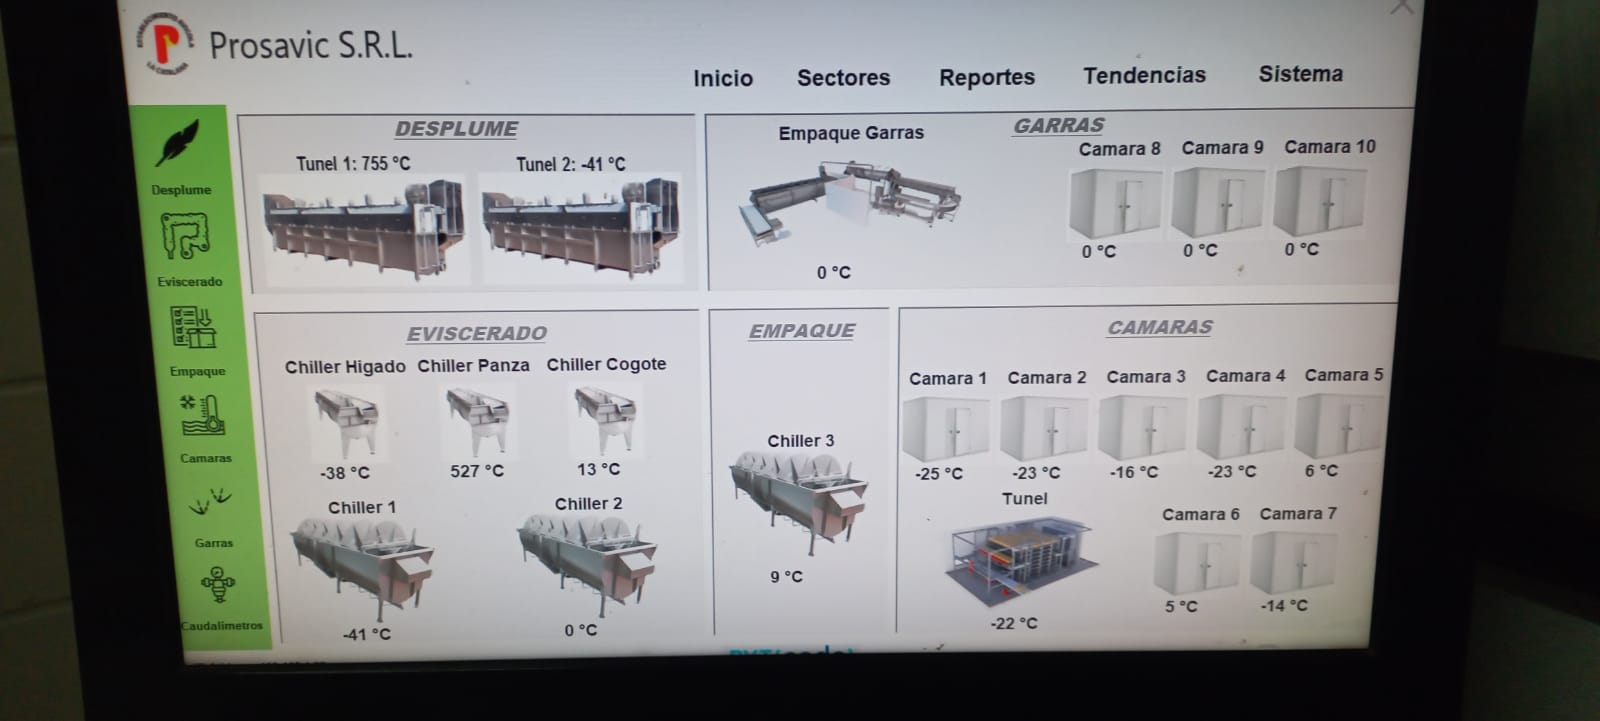 ESTABLECIMIENTO AVICOLA
LA CATALANA
Prosavic S.R.L.
Inicio Sectores Reportes Tendencias Sistema
Desplume
Eviscerado
Empaque
Camaras
Garras
Caudalimetros
DESPLUME
Tunel 1: 755 °C Tunel 2: -41 °C
GARRAS
Empaque Garras
Camara 8 Camara 9 Camara 10
0 °C 0 °C 0 °C
0 °C
EVISCERADO
Chiller Higado Chiller Panza Chiller Cogote
-38 °C 527 °C 13 °C
Chiller 1 Chiller 2
-41 °C 0 °C
EMPAQUE
Chiller 3
9 °C
CAMARAS
Camara 1 Camara 2 Camara 3 Camara 4 Camara 5
-25 °C -23 °C -16 °C -23 °C 6 °C
Tunel
Camara 6 Camara 7
5 °C -14 °C
-22 °C